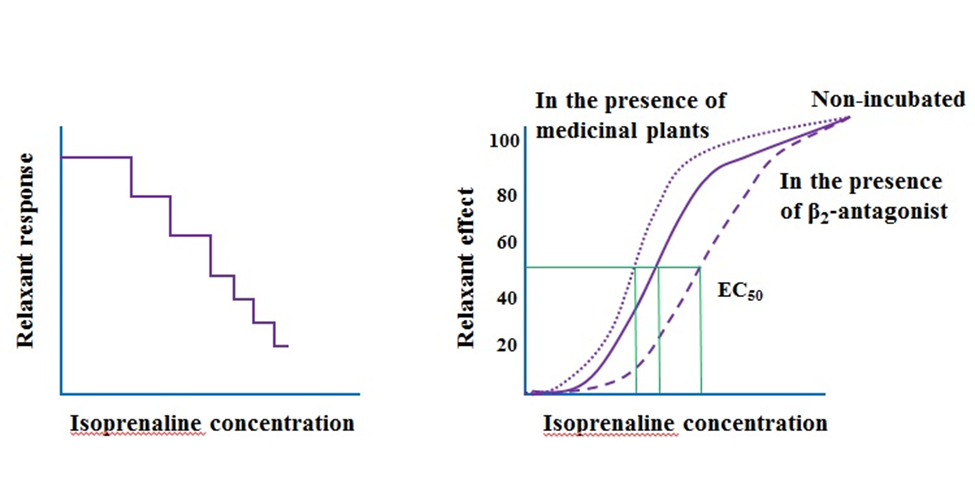 Relaxant response
Isoprenaline concentration
In the presence of
medicinal plants
Non-incubated
In the presence
of β₂-antagonist
Relaxant effect
100
80
60
40
20
EC₅₀
Isoprenaline concentration